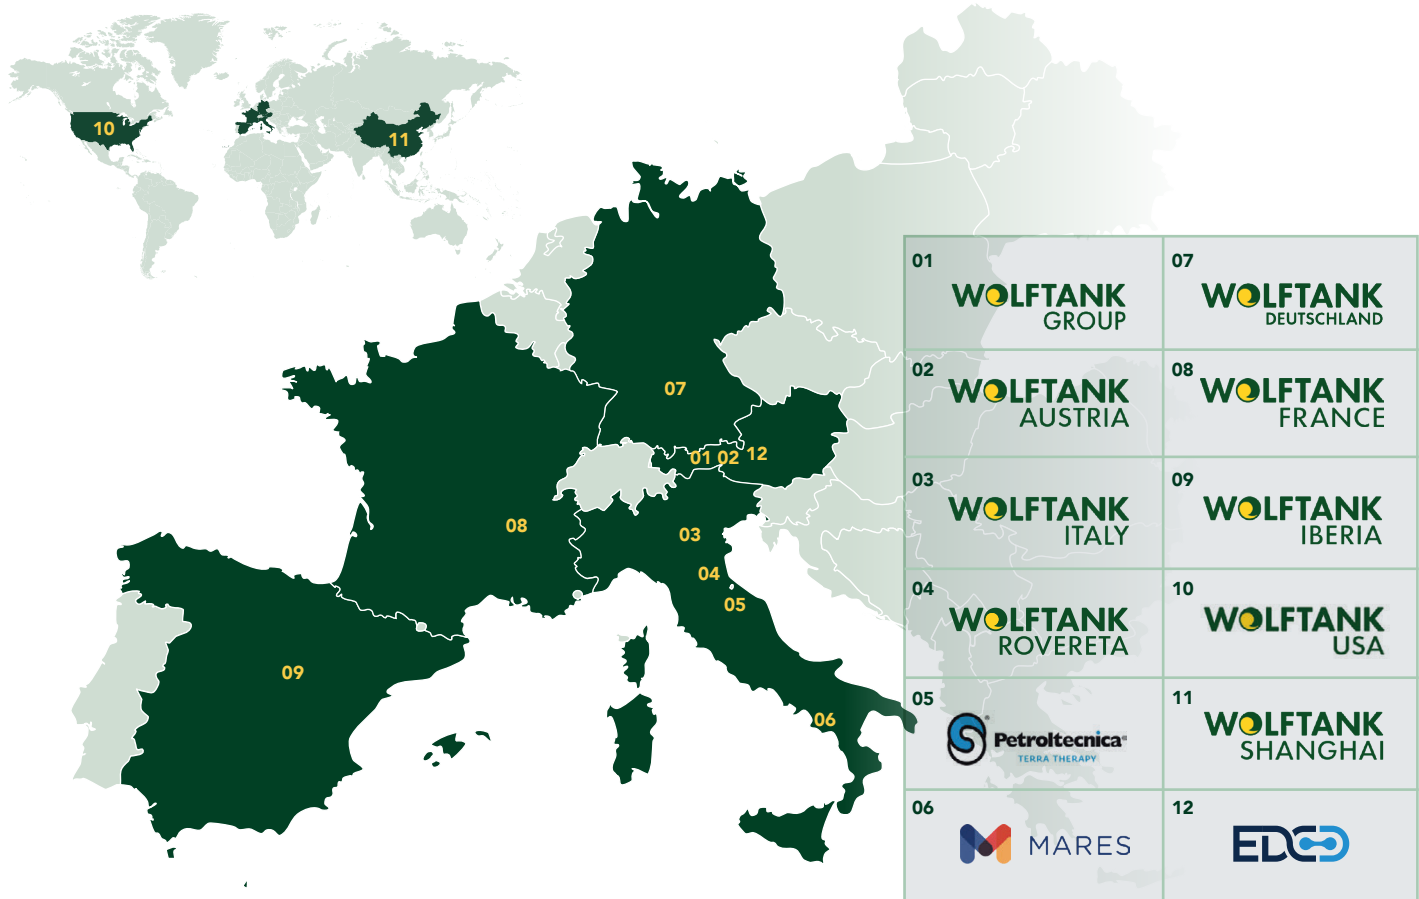 10
11
07
01 02 12
08
03
04
05
09
06
01
WOLFTANK
GROUP
07
WOLFTANK
DEUTSCHLAND
02
WOLFTANK
AUSTRIA
08
WOLFTANK
FRANCE
03
WOLFTANK
ITALY
09
WOLFTANK
IBERIA
04
WOLFTANK
ROVERETA
10
WOLFTANK
USA
05
Petroltecnica®
TERRA THERAPY
11
WOLFTANK
SHANGHAI
06
MARES
12
EDC